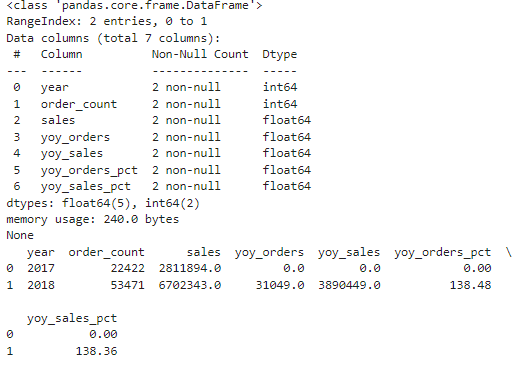 <class 'pandas.core.frame.DataFrame'>
RangeIndex: 2 entries, 0 to 1
Data columns (total 7 columns):
 #   Column          Non-Null Count  Dtype
---  ------          --------------  -----
 0   year            2 non-null      int64
 1   order_count     2 non-null      int64
 2   sales           2 non-null      float64
 3   yoy_orders      2 non-null      float64
 4   yoy_sales       2 non-null      float64
 5   yoy_orders_pct  2 non-null      float64
 6   yoy_sales_pct   2 non-null      float64
dtypes: float64(5), int64(2)
memory usage: 240.0 bytes
None
   year  order_count      sales  yoy_orders  yoy_sales  yoy_orders_pct  \
0  2017        22422  2811894.0         0.0        0.0            0.00
1  2018        53471  6702343.0     31049.0  3890449.0          138.48
   yoy_sales_pct
0           0.00
1         138.36